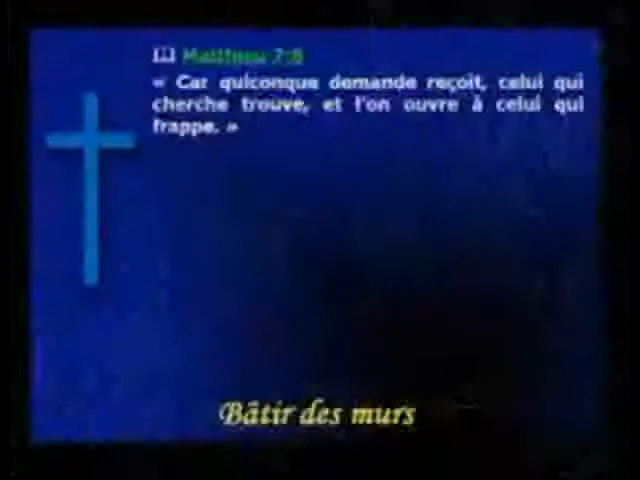 Matthieu 7:8
« Car quiconque demande reçoit, celui qui
cherche trouve, et l'on ouvre à celui qui
frappe. »
Bâtir des murs